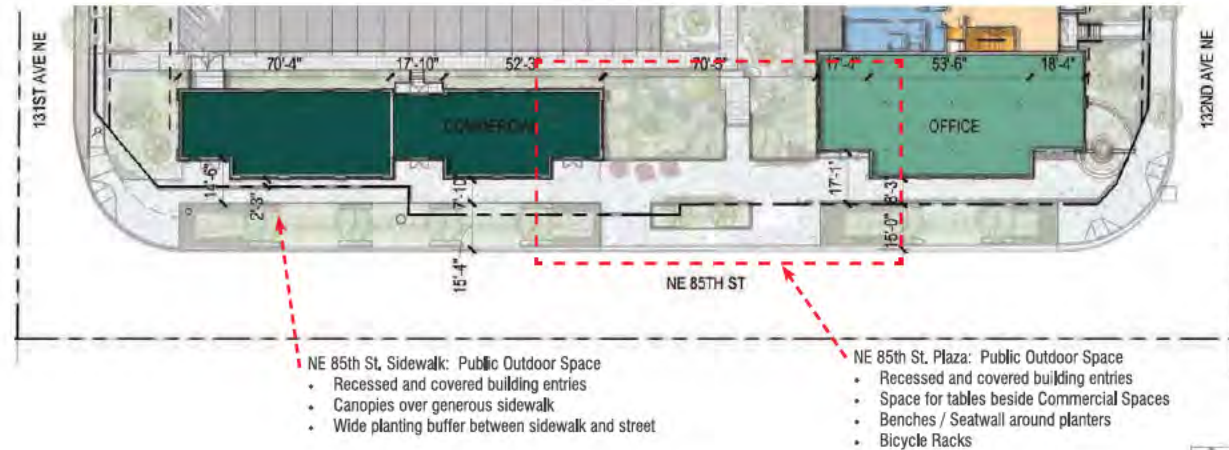 131ST AVE NE
70'-4"
17'-10"
52'-3"
70'-5"
17'-4"
53'-6"
18'-4"
132ND AVE NE
COMMERCIAL
OFFICE
14'-6"
2'-3"
7'-10"
17'-1"
8'-3"
15'-4"
15'-0"
NE 85TH ST
NE 85th St. Sidewalk: Public Outdoor Space
• Recessed and covered building entries
• Canopies over generous sidewalk
• Wide planting buffer between sidewalk and street
NE 85th St. Plaza: Public Outdoor Space
• Recessed and covered building entries
• Space for tables beside Commercial Spaces
• Benches / Seatwall around planters
• Bicycle Racks